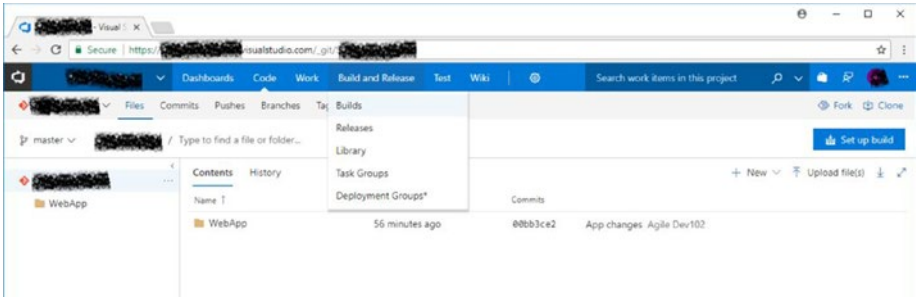 - Visual S
Secure https:// visualstudio.com/_git/
Dashboards Code Work Build and Release Test Wiki Search work items in this project
Files Commits Pushes Branches Tag Builds Fork Clone
Releases
master / Type to find a file or folder... Set up build
Library
Contents History Task Groups + New Upload file(s)
WebApp Name Deployment Groups* Commits
WebApp 56 minutes ago 00bb3ce2 App changes Agile Dev102